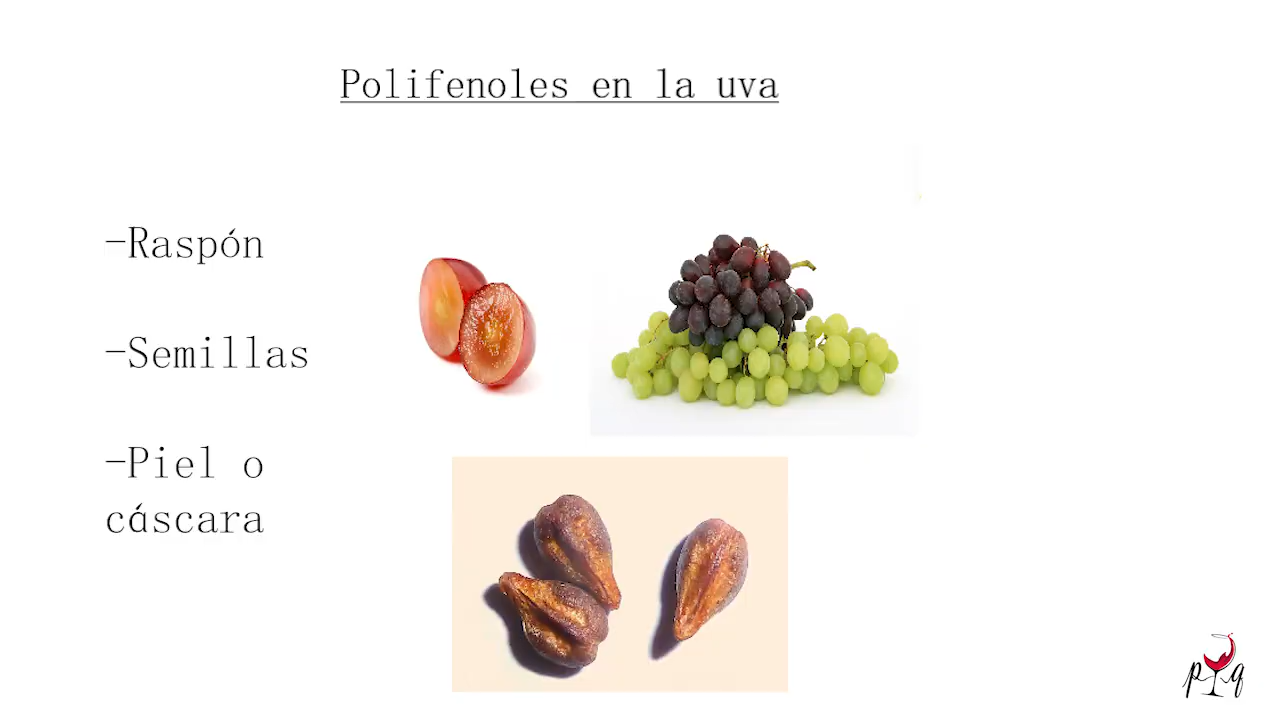 Polifenoles en la uva
-Raspón
-Semillas
-Piel o
cáscara
p q